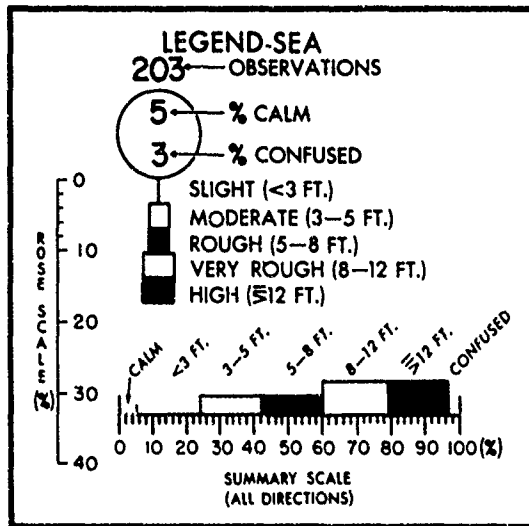 LEGEND-SEA
203 OBSERVATIONS
5 % CALM
3 % CONFUSED
SLIGHT (<3 FT.)
MODERATE (3–5 FT.)
ROUGH (5–8 FT.)
VERY ROUGH (8–12 FT.)
HIGH (⋝12 FT.)
ROSE SCALE (%)
0
10
20
30
40
CALM
<3 FT.
3–5 FT.
5–8 FT.
8–12 FT.
⋝12 FT.
CONFUSED
0 10 20 30 40 50 60 70 80 90 100(%)
SUMMARY SCALE
(ALL DIRECTIONS)